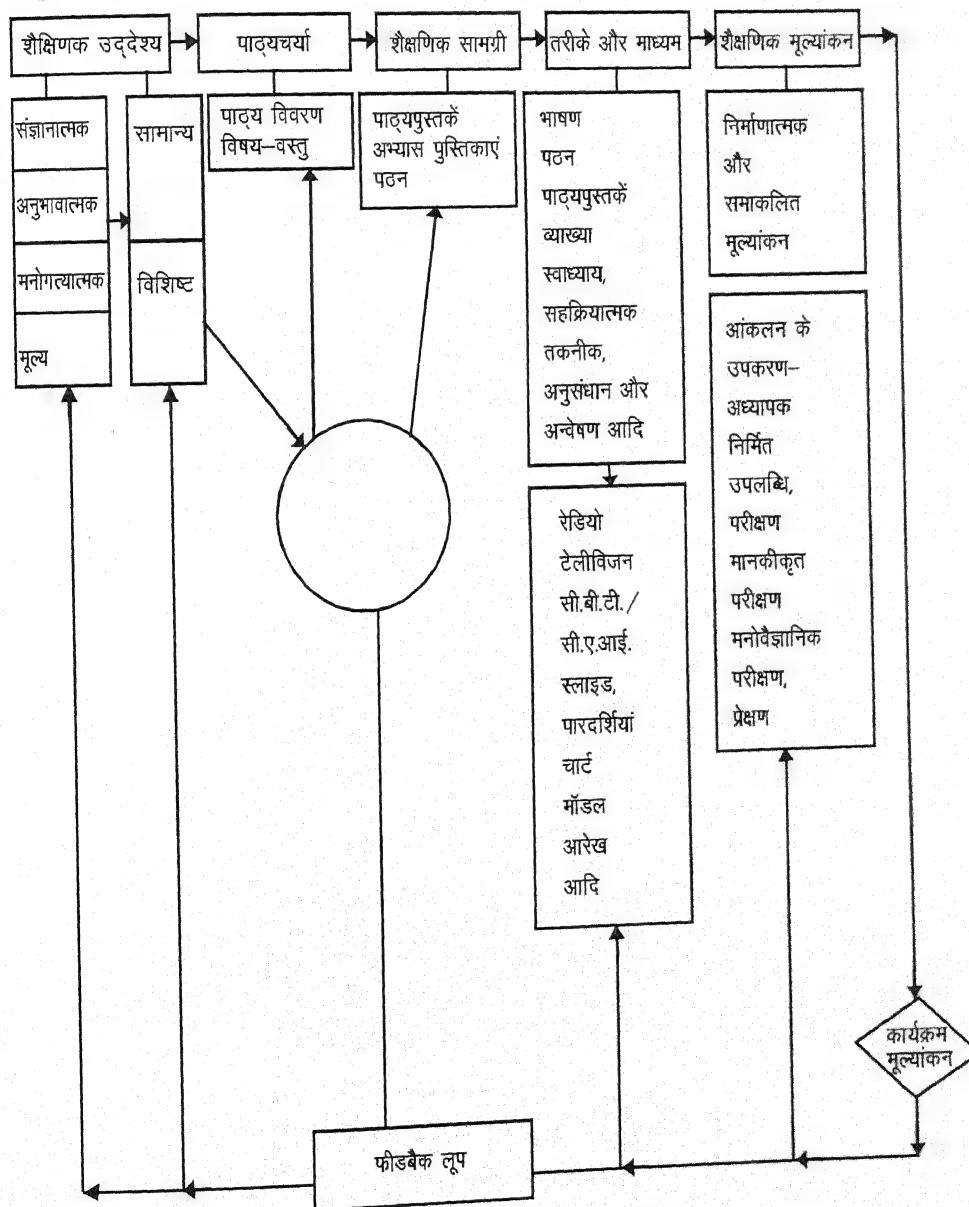 शैक्षिणक उद्देश्य
पाठ्यचर्या
शैक्षणिक सामग्री
तरीके और माध्यम
शैक्षणिक मूल्यांकन
संज्ञानात्मक
अनुभावात्मक
मनोगत्यात्मक
मूल्य
सामान्य
विशिष्ट
पाठ्य विवरण
विषय–वस्तु
पाठ्यपुस्तकें
अभ्यास पुस्तिकाएं
पठन
भाषण
पठन
पाठ्यपुस्तकें
व्याख्या
स्वाध्याय,
सहक्रियात्मक
तकनीक,
अनुसंधान और
अन्वेषण आदि
रेडियो
टेलीविजन
सी.बी.टी./
सी.ए.आई.
स्लाइड,
पारदर्शियां
चार्ट
मॉडल
आरेख
आदि
निर्माणात्मक
और
समाकलित
मूल्यांकन
आंकलन के
उपकरण–
अध्यापक
निर्मित
उपलब्धि,
परीक्षण
मानकीकृत
परीक्षण
मनोवैज्ञानिक
परीक्षण,
प्रेक्षण
कार्यक्रम
मूल्यांकन
फीडबैक लूप